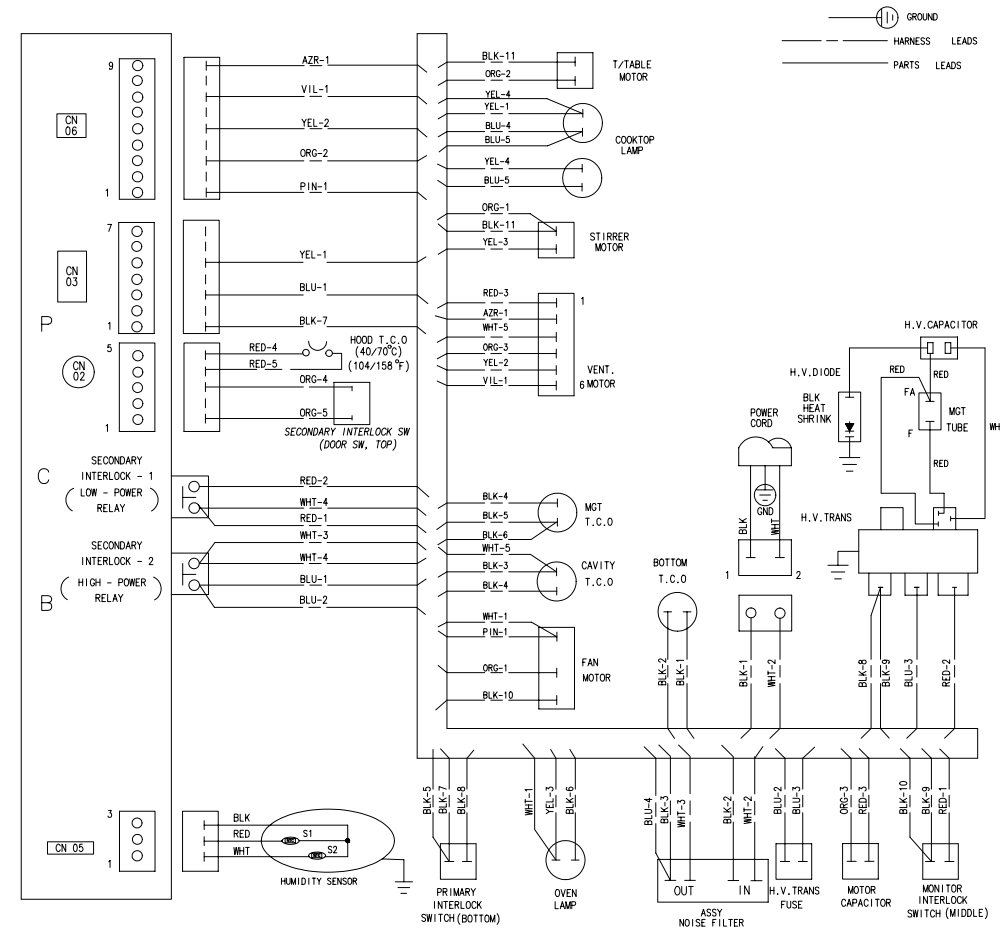 GROUND
HARNESS LEADS
PARTS LEADS
9
CN
06
1
AZR-1
VIL-1
YEL-2
ORG-2
PIN-1
BLK-11
ORG-2
T/TABLE
MOTOR
YEL-4
YEL-1
BLU-4
BLU-5
COOKTOP
LAMP
YEL-4
BLU-5
ORG-1
BLK-11
YEL-3
STIRRER
MOTOR
7
CN
03
1
YEL-1
BLU-1
BLK-7
RED-3
AZR-1
WHT-5
ORG-3
YEL-2
VIL-1
1
6
VENT.
MOTOR
P
C
B
5
CN
02
1
RED-4
RED-5
ORG-4
ORG-5
HOOD T.C.O
(40/70°C)
(104/158°F)
SECONDARY INTERLOCK SW
(DOOR SW, TOP)
SECONDARY
INTERLOCK - 1
(LOW - POWER
RELAY)
RED-2
WHT-4
RED-1
SECONDARY
INTERLOCK - 2
(HIGH - POWER
RELAY)
WHT-3
WHT-4
BLU-1
BLU-2
BLK-4
BLK-5
BLK-6
MGT
T.C.O
WHT-5
BLK-3
BLK-4
CAVITY
T.C.O
WHT-1
PIN-1
ORG-1
BLK-10
FAN
MOTOR
BOTTOM
T.C.O
BLK-2
BLK-1
POWER
CORD
GND
BLK
WHT
1
2
BLK-1
WHT-2
H.V.CAPACITOR
H.V.DIODE
BLK
HEAT
SHRINK
RED
RED
FA
F
MGT
TUBE
RED
WH
H.V.TRANS
BLK-8
BLK-9
BLU-3
RED-2
3
CN 05
1
BLK
RED
WHT
S1
S2
HUMIDITY SENSOR
BLK-5
BLK-7
BLK-8
PRIMARY
INTERLOCK
SWITCH(BOTTOM)
WHT-1
YEL-3
BLK-6
OVEN
LAMP
BLU-4
BLK-3
WHT-3
BLK-2
WHT-2
OUT
IN
ASSY
NOISE FILTER
BLU-2
BLU-3
H.V.TRANS
FUSE
ORG-3
RED-3
MOTOR
CAPACITOR
BLK-10
BLK-9
RED-1
MONITOR
INTERLOCK
SWITCH(MIDDLE)